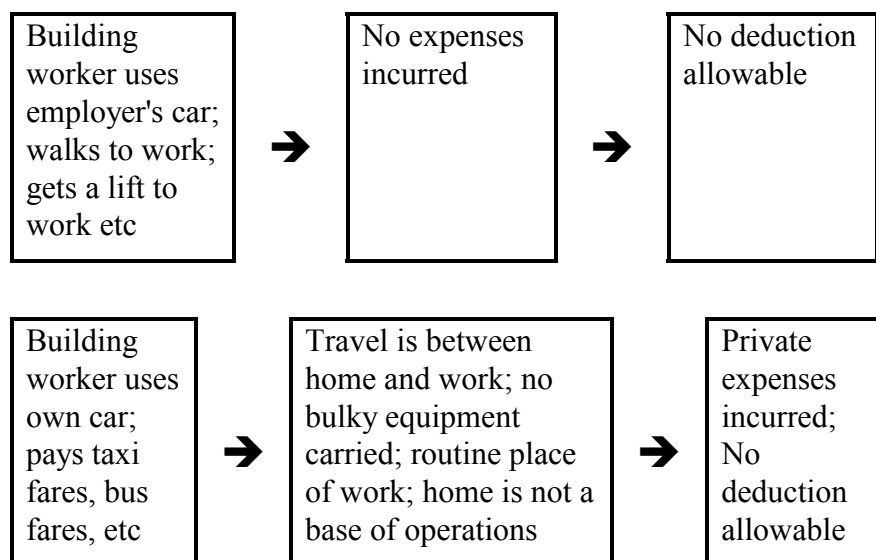 Building
worker uses
employer's car;
walks to work;
gets a lift to
work etc
No expenses
incurred
No deduction
allowable
Building
worker uses
own car;
pays taxi
fares, bus
fares, etc
Travel is between
home and work; no
bulky equipment
carried; routine place
of work; home is not a
base of operations
Private
expenses
incurred;
No
deduction
allowable